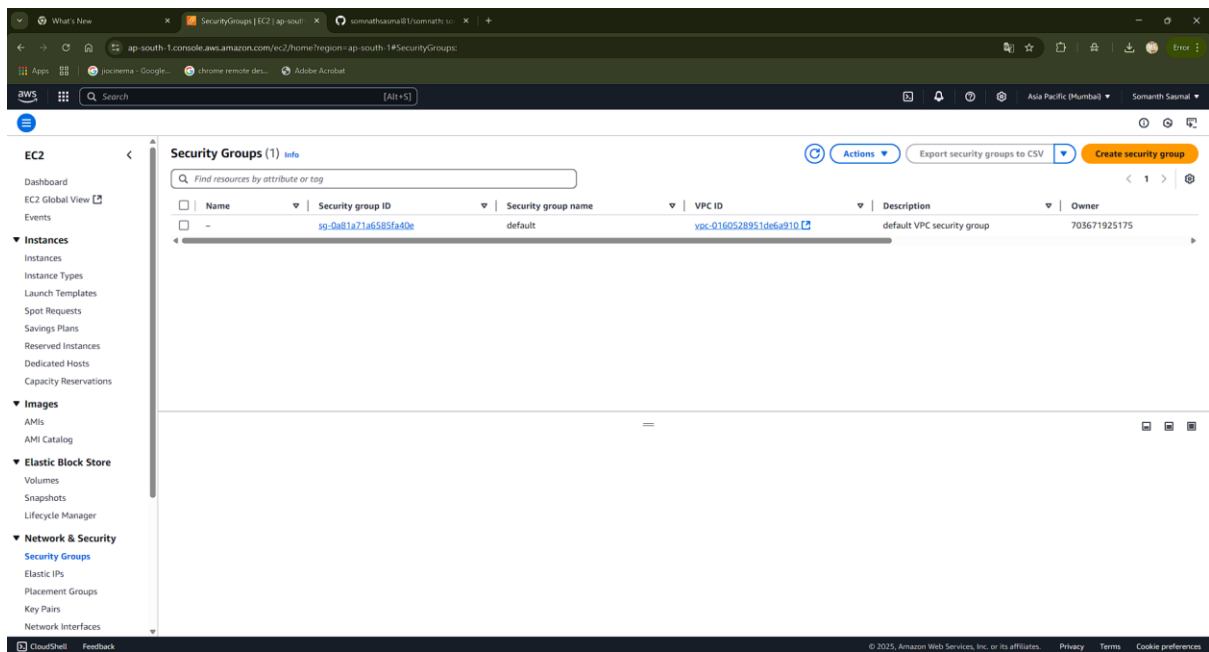 What's New
SecurityGroups | EC2 | ap-south
somnathsasmal81/somnath: so
ap-south-1.console.aws.amazon.com/ec2/home?region=ap-south-1#SecurityGroups:
Error
Apps
jiocinema - Google...
chrome remote des...
Adobe Acrobat
aws
Search
[Alt+S]
Asia Pacific (Mumbai)
Somanth Sasmal
EC2
Security Groups (1) Info
Actions
Export security groups to CSV
Create security group
Find resources by attribute or tag
1
Name Security group ID Security group name VPC ID Description Owner
– sg-0a81a71a6585fa40e default vpc-0160528951de6a910 default VPC security group 703671925175
Dashboard
EC2 Global View
Events
Instances
Instances
Instance Types
Launch Templates
Spot Requests
Savings Plans
Reserved Instances
Dedicated Hosts
Capacity Reservations
Images
AMIs
AMI Catalog
Elastic Block Store
Volumes
Snapshots
Lifecycle Manager
Network & Security
Security Groups
Elastic IPs
Placement Groups
Key Pairs
Network Interfaces
CloudShell Feedback
© 2025, Amazon Web Services, Inc. or its affiliates. Privacy Terms Cookie preferences